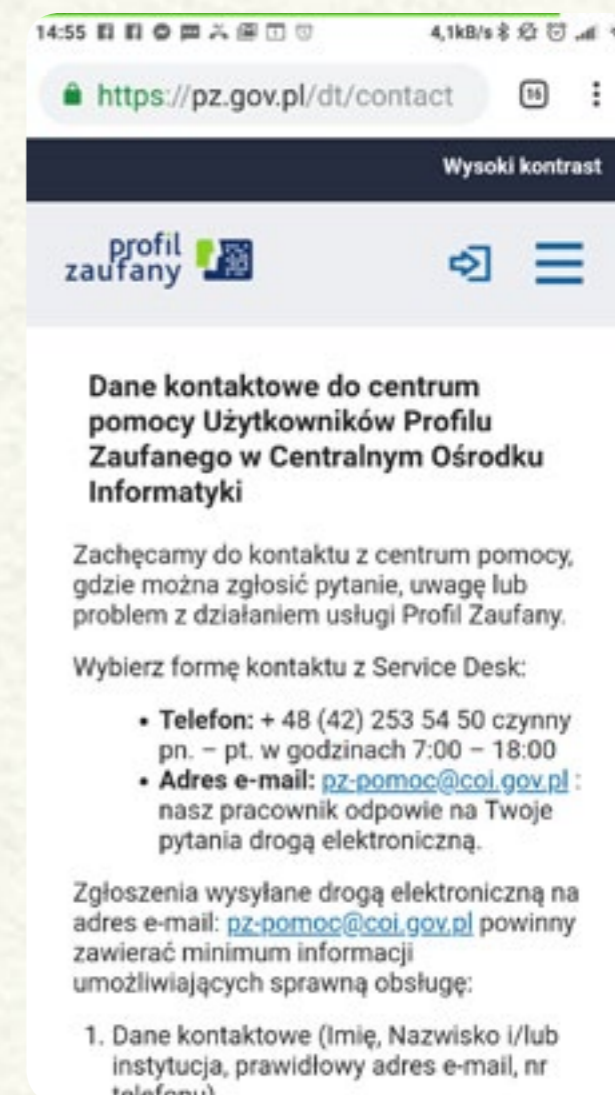 14:55
4,1kB/s
https://pz.gov.pl/dt/contact
16
Wysoki kontrast
profil
zaufany
Dane kontaktowe do centrum
pomocy Użytkowników Profilu
Zaufanego w Centralnym Ośrodku
Informatyki
Zachęcamy do kontaktu z centrum pomocy,
gdzie można zgłosić pytanie, uwagę lub
problem z działaniem usługi Profil Zaufany.
Wybierz formę kontaktu z Service Desk:
• Telefon: + 48 (42) 253 54 50 czynny
pn. – pt. w godzinach 7:00 – 18:00
• Adres e-mail: pz-pomoc@coi.gov.pl :
nasz pracownik odpowie na Twoje
pytania drogą elektroniczną.
Zgłoszenia wysyłane drogą elektroniczną na
adres e-mail: pz-pomoc@coi.gov.pl powinny
zawierać minimum informacji
umożliwiających sprawną obsługę:
1. Dane kontaktowe (Imię, Nazwisko i/lub
instytucja, prawidłowy adres e-mail, nr
telefonu)